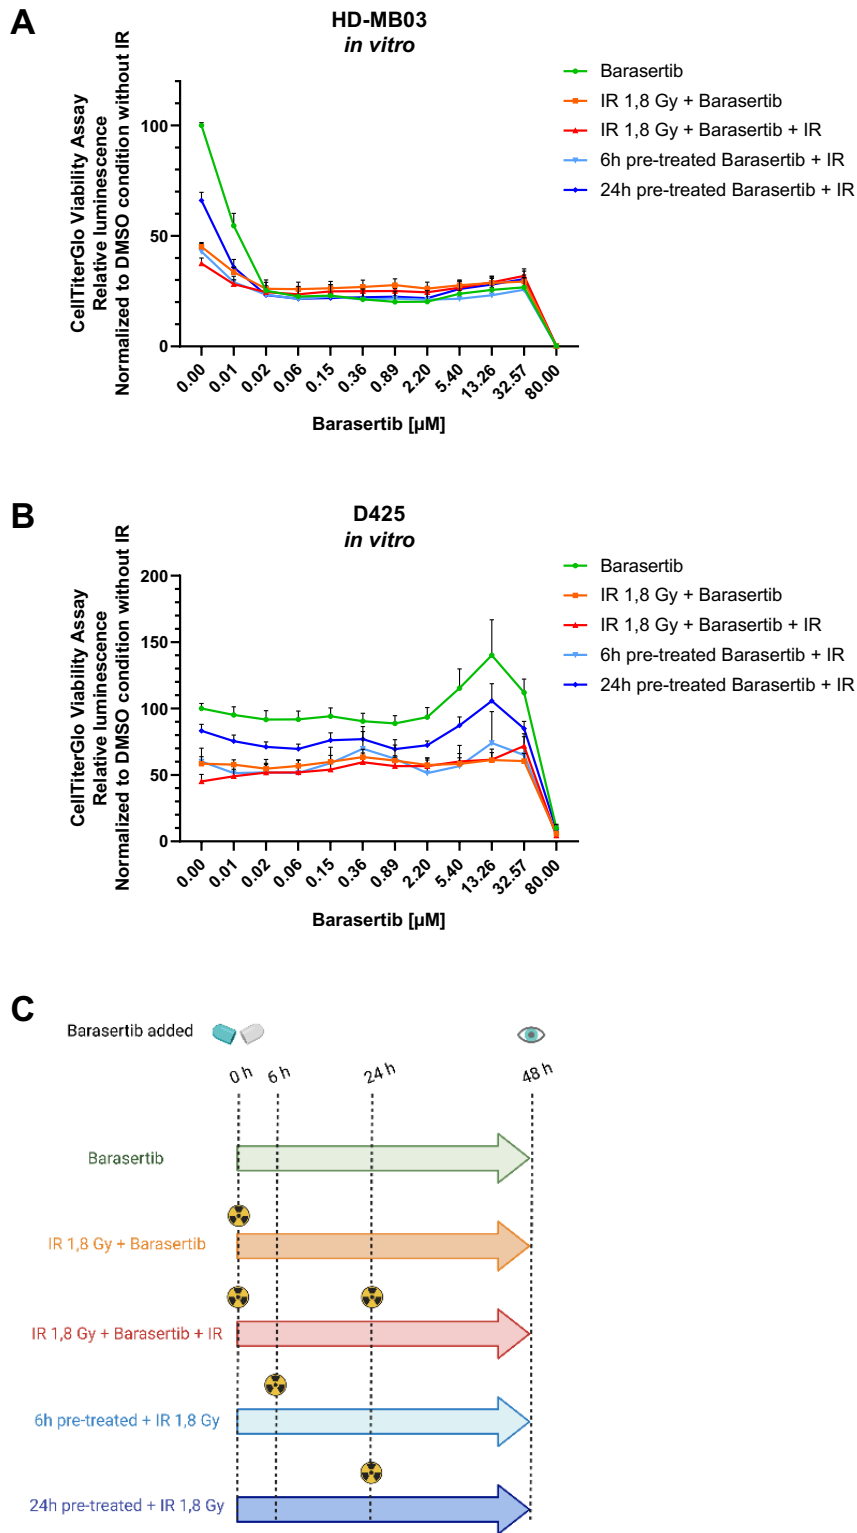 A
HD-MB03
in vitro
CellTiterGlo Viability Assay
Relative luminescence
Normalized to DMSO condition without IR
100
50
0
0.00
0.01
0.02
0.06
0.15
0.36
0.89
2.20
5.40
13.26
32.57
80.00
Barasertib [µM]
Barasertib
IR 1,8 Gy + Barasertib
IR 1,8 Gy + Barasertib + IR
6h pre-treated Barasertib + IR
24h pre-treated Barasertib + IR
B
D425
in vitro
CellTiterGlo Viability Assay
Relative luminescence
Normalized to DMSO condition without IR
200
150
100
50
0
0.00
0.01
0.02
0.06
0.15
0.36
0.89
2.20
5.40
13.26
32.57
80.00
Barasertib [µM]
Barasertib
IR 1,8 Gy + Barasertib
IR 1,8 Gy + Barasertib + IR
6h pre-treated Barasertib + IR
24h pre-treated Barasertib + IR
C
Barasertib added
0 h
6 h
24 h
48 h
Barasertib
IR 1,8 Gy + Barasertib
IR 1,8 Gy + Barasertib + IR
6h pre-treated + IR 1,8 Gy
24h pre-treated + IR 1,8 Gy